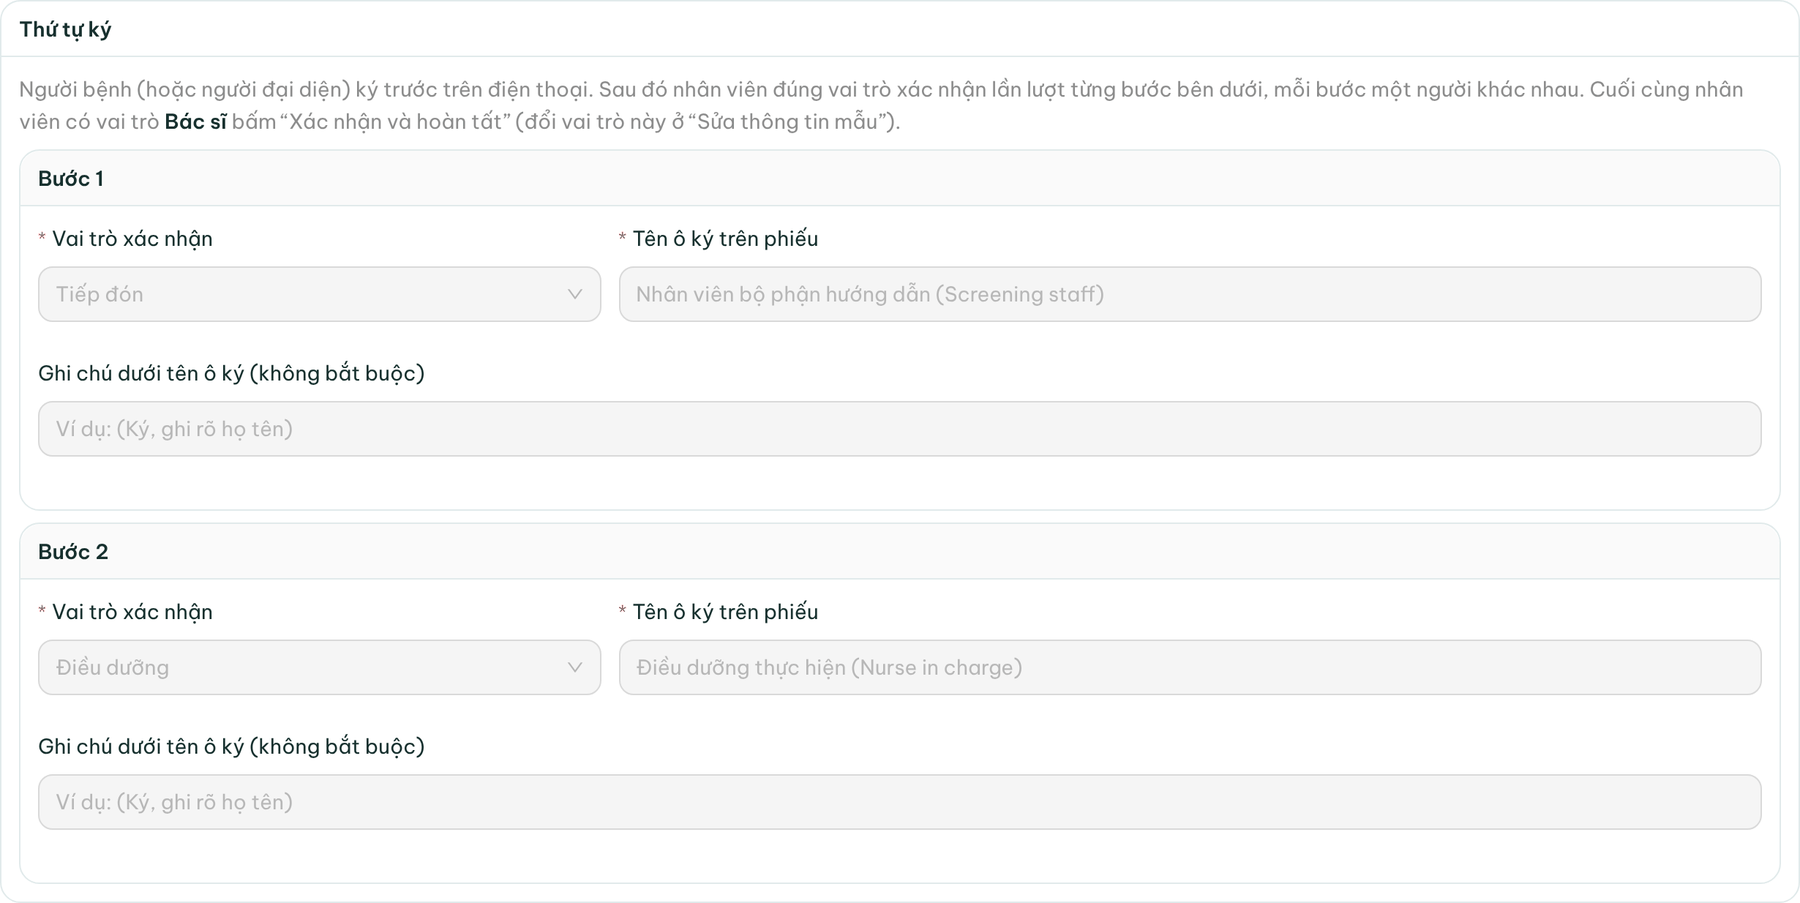 Thứ tự ký
Người bệnh (hoặc người đại diện) ký trước trên điện thoại. Sau đó nhân viên đúng vai trò xác nhận lần lượt từng bước bên dưới, mỗi bước một người khác nhau. Cuối cùng nhân
viên có vai trò Bác sĩ bấm “Xác nhận và hoàn tất” (đổi vai trò này ở “Sửa thông tin mẫu”).
Bước 1
* Vai trò xác nhận
* Tên ô ký trên phiếu
Tiếp đón
Nhân viên bộ phận hướng dẫn (Screening staff)
Ghi chú dưới tên ô ký (không bắt buộc)
Ví dụ: (Ký, ghi rõ họ tên)
Bước 2
* Vai trò xác nhận
* Tên ô ký trên phiếu
Điều dưỡng
Điều dưỡng thực hiện (Nurse in charge)
Ghi chú dưới tên ô ký (không bắt buộc)
Ví dụ: (Ký, ghi rõ họ tên)